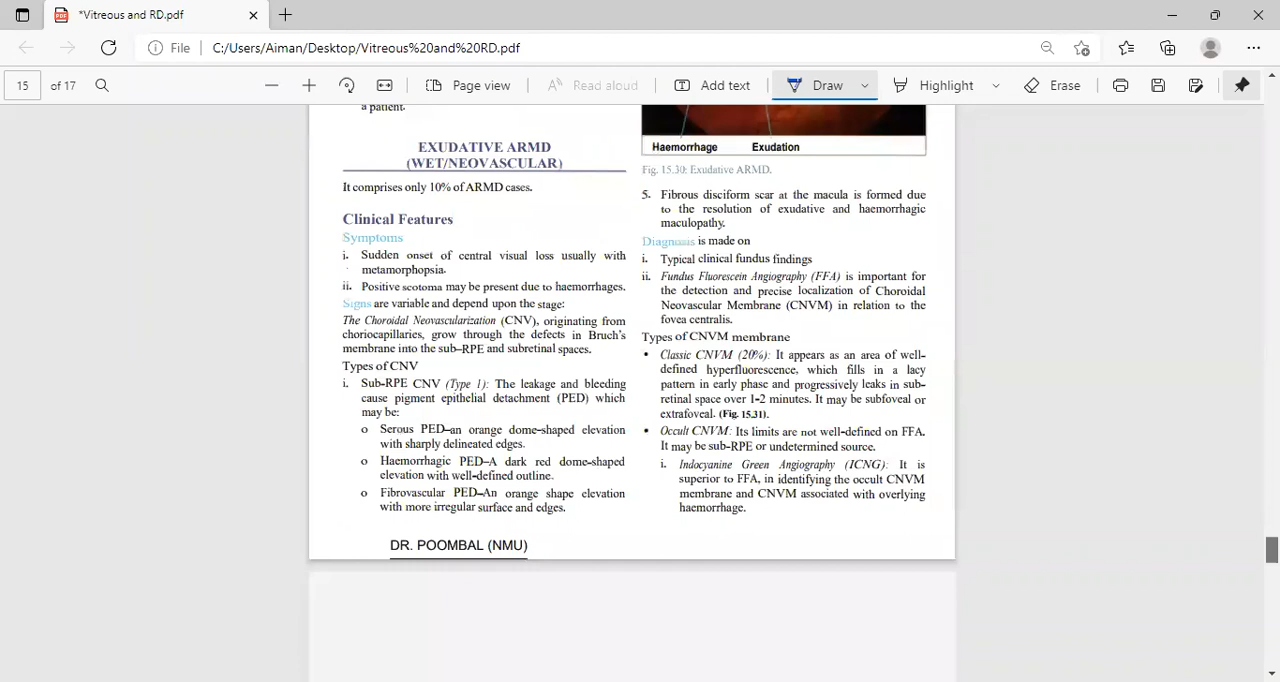 *Vitreous and RD.pdf
File
C:/Users/Aiman/Desktop/Vitreous%20and%20RD.pdf
15
of 17
Page view
Read aloud
Add text
Draw
Highlight
Erase
a patient.
EXUDATIVE ARMD
(WET/NEOVASCULAR)
It comprises only 10% of ARMD cases.
Clinical Features
Symptoms
i. Sudden onset of central visual loss usually with
metamorphopsia.
ii. Positive scotoma may be present due to haemorrhages.
Signs are variable and depend upon the stage:
The Choroidal Neovascularization (CNV), originating from
choriocapillaries, grow through the defects in Bruch's
membrane into the sub–RPE and subretinal spaces.
Types of CNV
i. Sub-RPE CNV (Type 1): The leakage and bleeding
cause pigment epithelial detachment (PED) which
may be:
o Serous PED–an orange dome-shaped elevation
with sharply delineated edges.
o Haemorrhagic PED–A dark red dome-shaped
elevation with well-defined outline.
o Fibrovascular PED–An orange shape elevation
with more irregular surface and edges.
DR. POOMBAL (NMU)
Haemorrhage Exudation
Fig. 15.30: Exudative ARMD.
5. Fibrous disciform scar at the macula is formed due
to the resolution of exudative and haemorrhagic
maculopathy.
Diagnosis is made on
i. Typical clinical fundus findings
ii. Fundus Fluorescein Angiography (FFA) is important for
the detection and precise localization of Choroidal
Neovascular Membrane (CNVM) in relation to the
fovea centralis.
Types of CNVM membrane
• Classic CNVM (20%): It appears as an area of well-
defined hyperfluorescence, which fills in a lacy
pattern in early phase and progressively leaks in sub-
retinal space over 1-2 minutes. It may be subfoveal or
extrafoveal. (Fig. 15.31).
• Occult CNVM: Its limits are not well-defined on FFA.
It may be sub-RPE or undetermined source.
i. Indocyanine Green Angiography (ICNG): It is
superior to FFA, in identifying the occult CNVM
membrane and CNVM associated with overlying
haemorrhage.